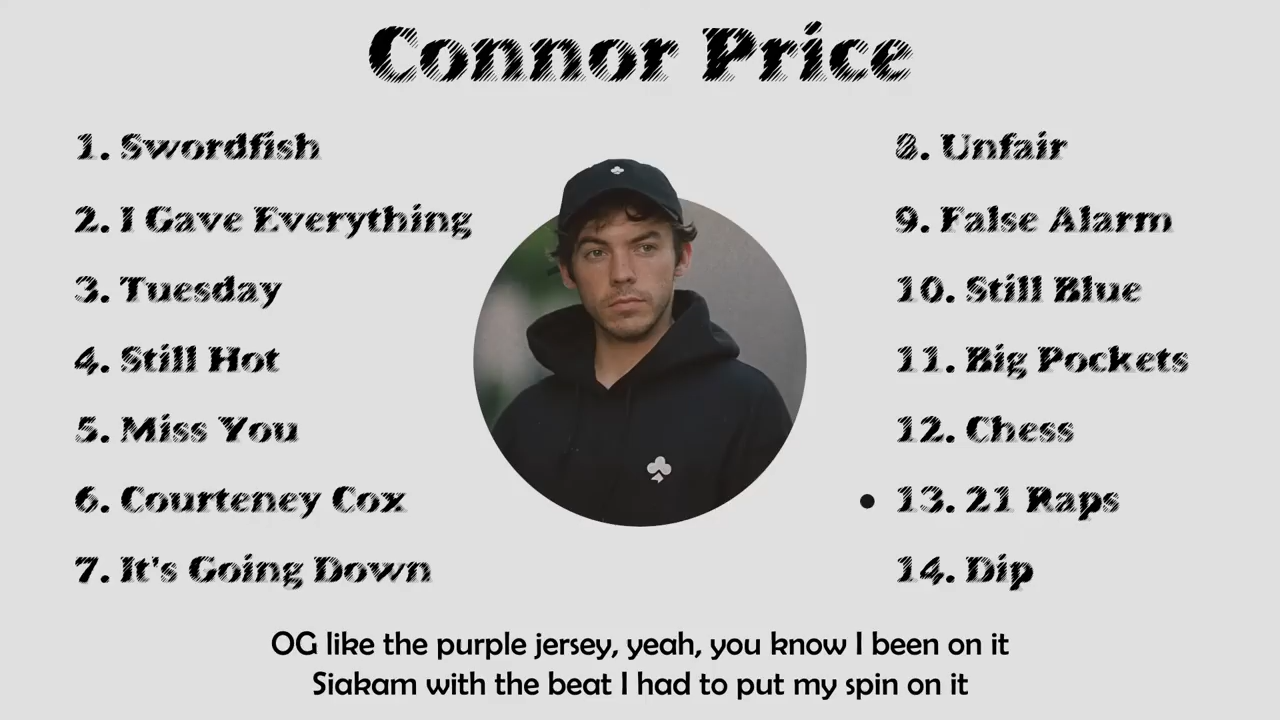 Connor Price
1. Swordfish
2. I Gave Everything
3. Tuesday
4. Still Hot
5. Miss You
6. Courteney Cox
7. It's Going Down
8. Unfair
9. False Alarm
10. Still Blue
11. Big Pockets
12. Chess
13. 21 Raps
14. Dip
OG like the purple jersey, yeah, you know I been on it
Siakam with the beat I had to put my spin on it